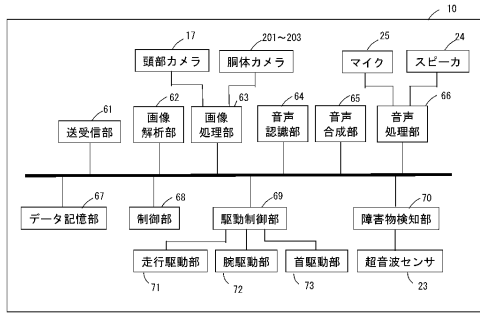 10
17
201~203
25
24
頭部カメラ
胴体カメラ
マイク
スピーカ
61
62
63
64
65
66
送受信部
画像
解析部
画像
処理部
音声
認識部
音声
合成部
音声
処理部
67
68
69
70
データ記憶部
制御部
駆動制御部
障害物検知部
走行駆動部
腕駆動部
首駆動部
超音波センサ
71
72
73
23